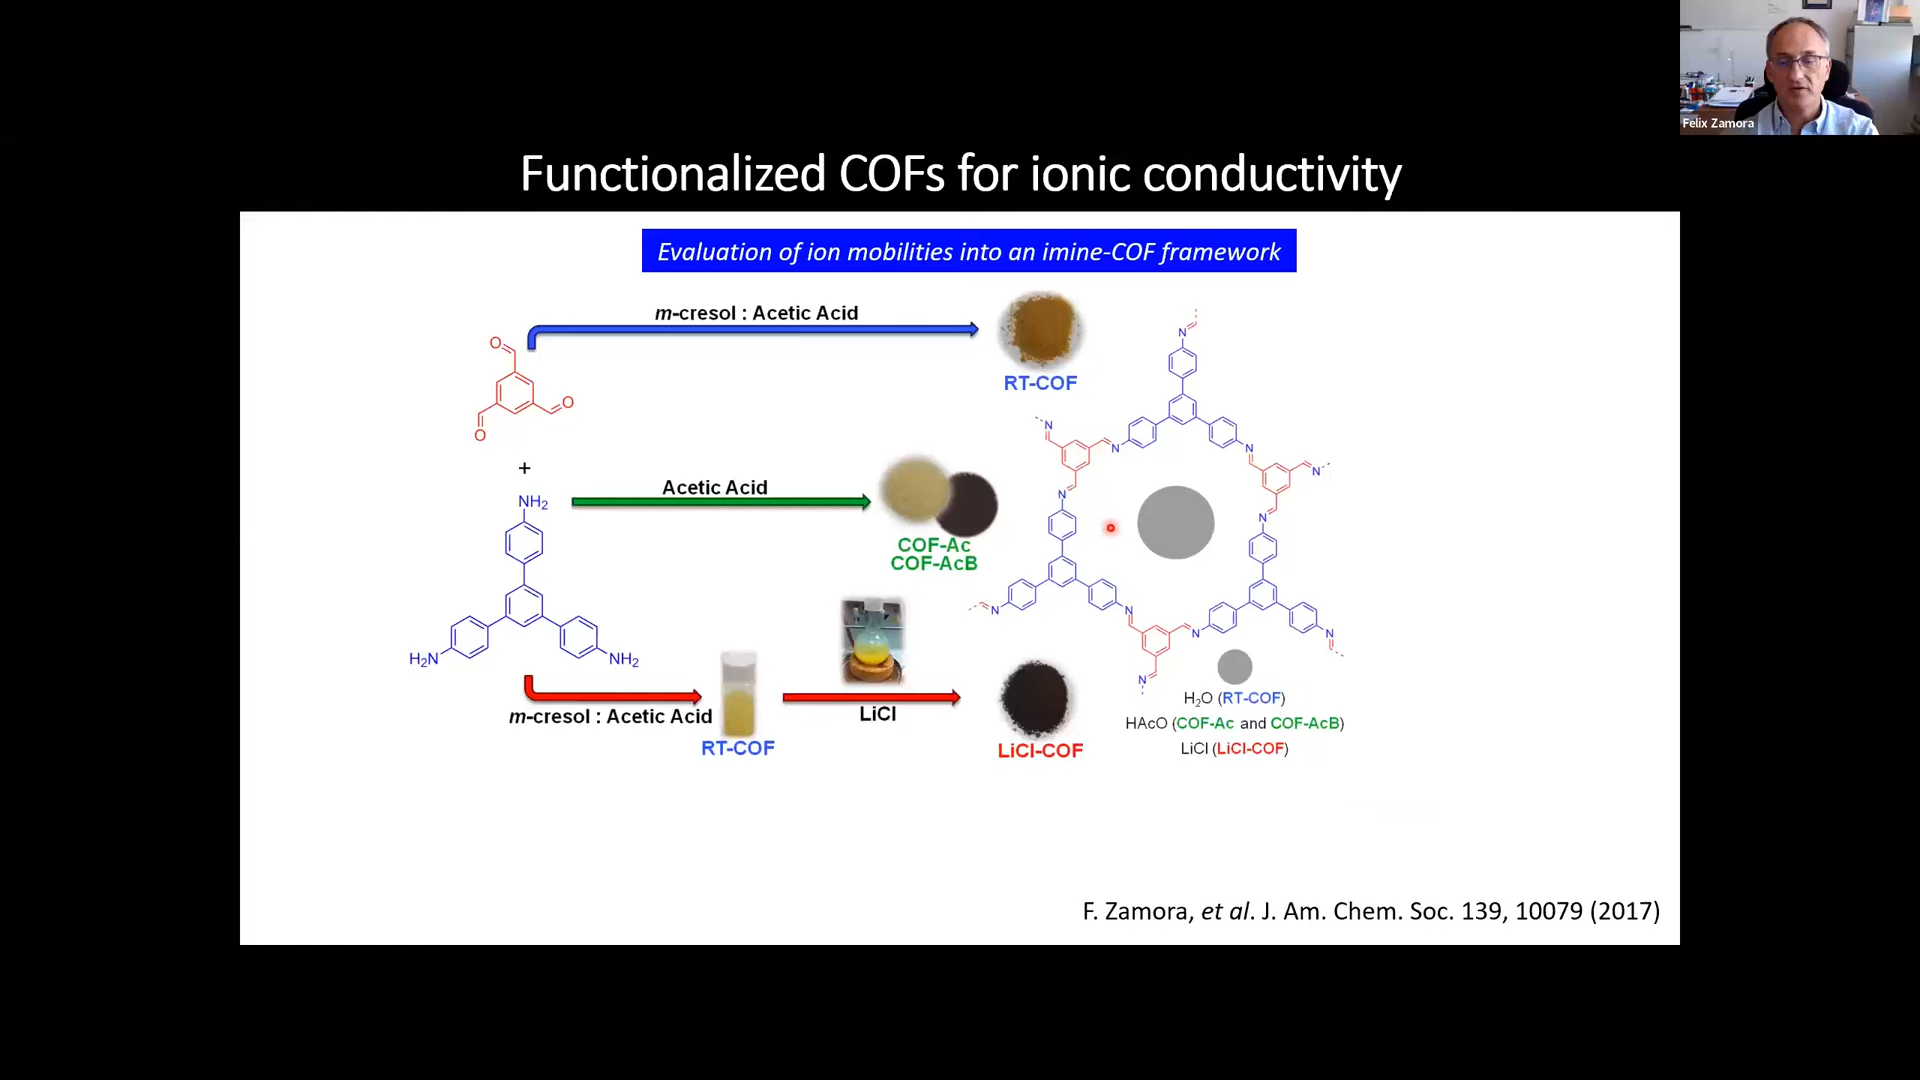 Felix Zamora
Functionalized COFs for ionic conductivity
Evaluation of ion mobilities into an imine-COF framework
m-cresol : Acetic Acid
RT-COF
O
O
O
+
NH₂
H₂N
NH₂
Acetic Acid
COF-Ac
COF-AcB
m-cresol : Acetic Acid
RT-COF
LiCl
LiCl-COF
N
N
N
N
N
N
N
N
N
N
N
N
H₂O (RT-COF)
HAcO (COF-Ac and COF-AcB)
LiCl (LiCl-COF)
F. Zamora, et al. J. Am. Chem. Soc. 139, 10079 (2017)